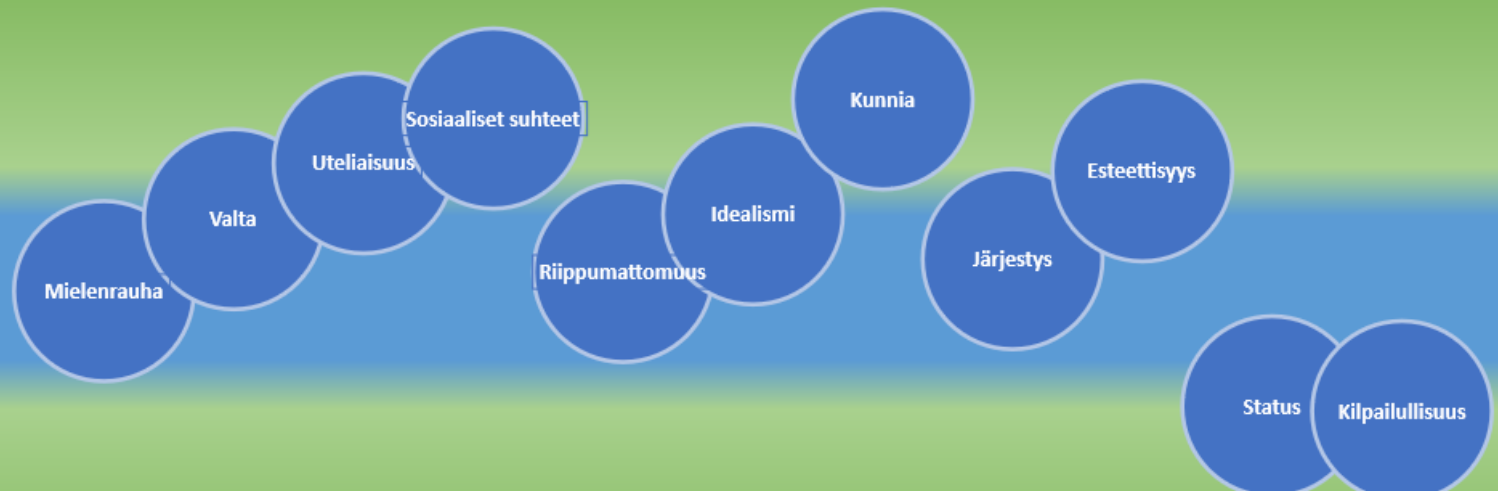 Mielenrauha
Valta
Uteliaisuus
Sosiaaliset suhteet
Riippumattomuus
Idealismi
Kunnia
Järjestys
Esteettisyys
Status
Kilpailullisuus